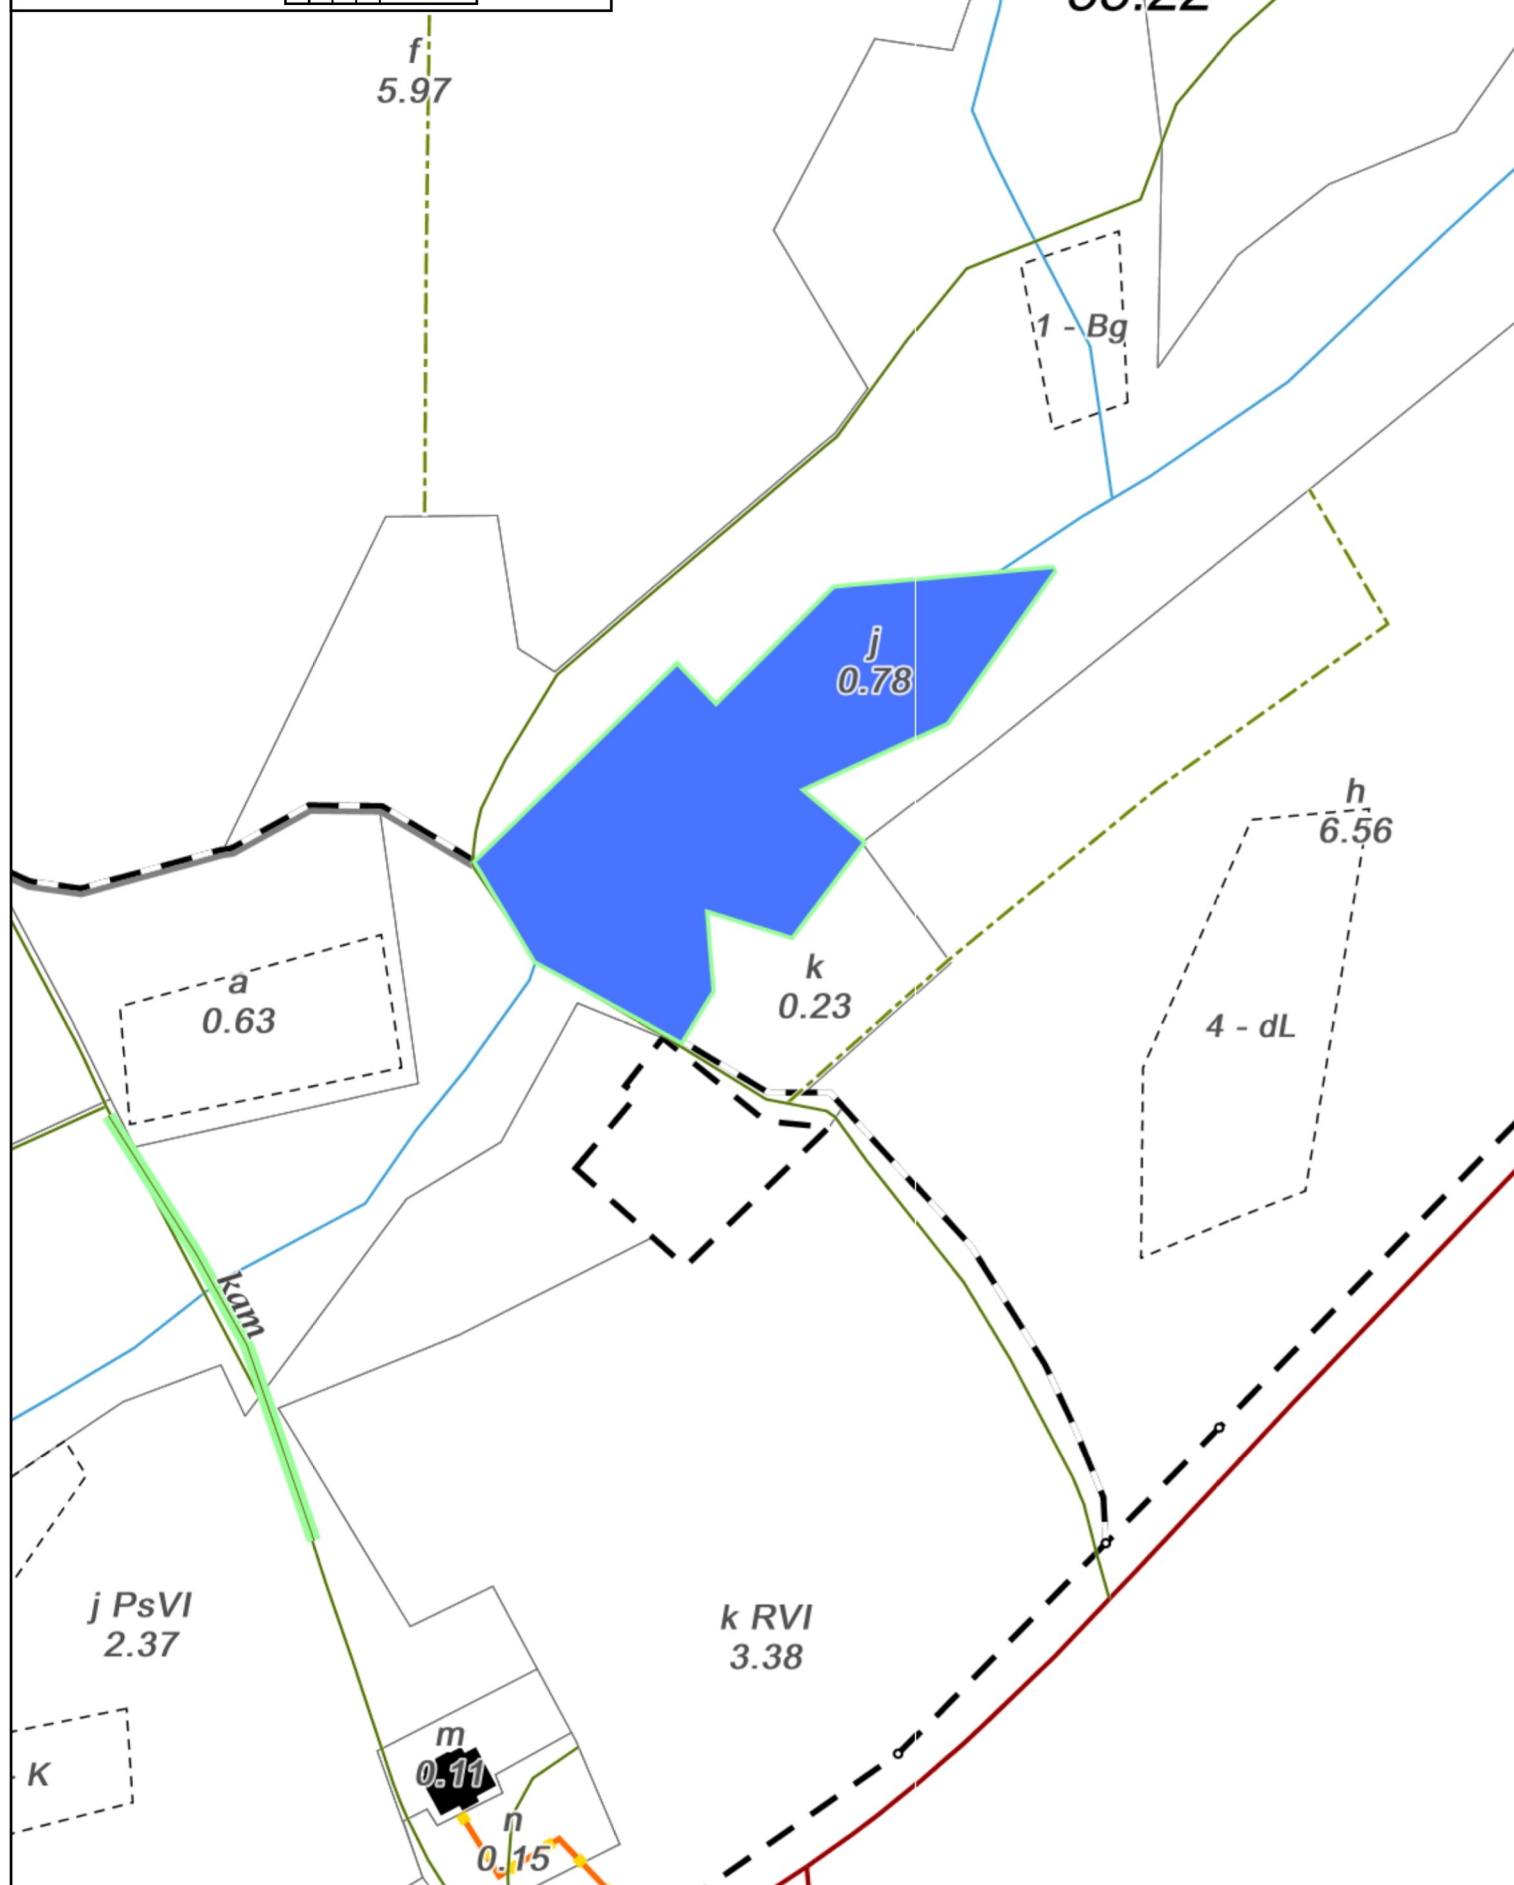 f
5.97
1 - Bg
j
0.78
h
6.56
a
0.63
k
0.23
4 - dL
kam
j PsVI
2.37
k RVI
3.38
m
0.11
K
n
0.15